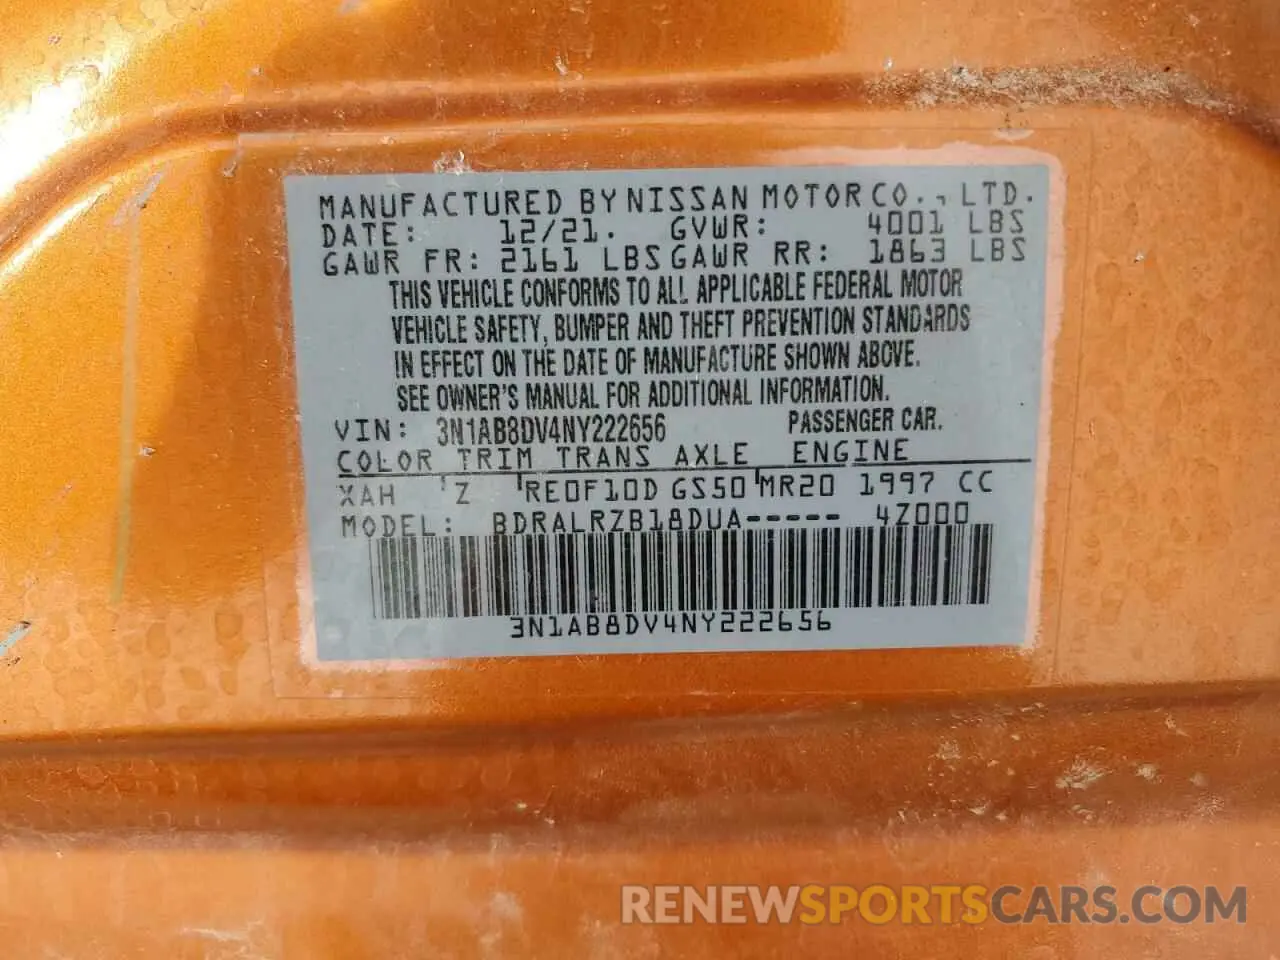 MANUFACTURED BY NISSAN MOTOR CO., LTD.
DATE: 12/21. GVWR: 4001 LBS
GAWR FR: 2161 LBS GAWR RR: 1863 LBS
THIS VEHICLE CONFORMS TO ALL APPLICABLE FEDERAL MOTOR
VEHICLE SAFETY, BUMPER AND THEFT PREVENTION STANDARDS
IN EFFECT ON THE DATE OF MANUFACTURE SHOWN ABOVE.
SEE OWNER'S MANUAL FOR ADDITIONAL INFORMATION.
VIN: 3N1AB8DV4NY222656 PASSENGER CAR.
COLOR TRIM TRANS AXLE ENGINE
XAH Z RE0F10D GS50 MR20 1997 CC
MODEL: BDRALRZB18DUA----- 4Z000
3N1AB8DV4NY222656
RENEWSPORTSCARS.COM